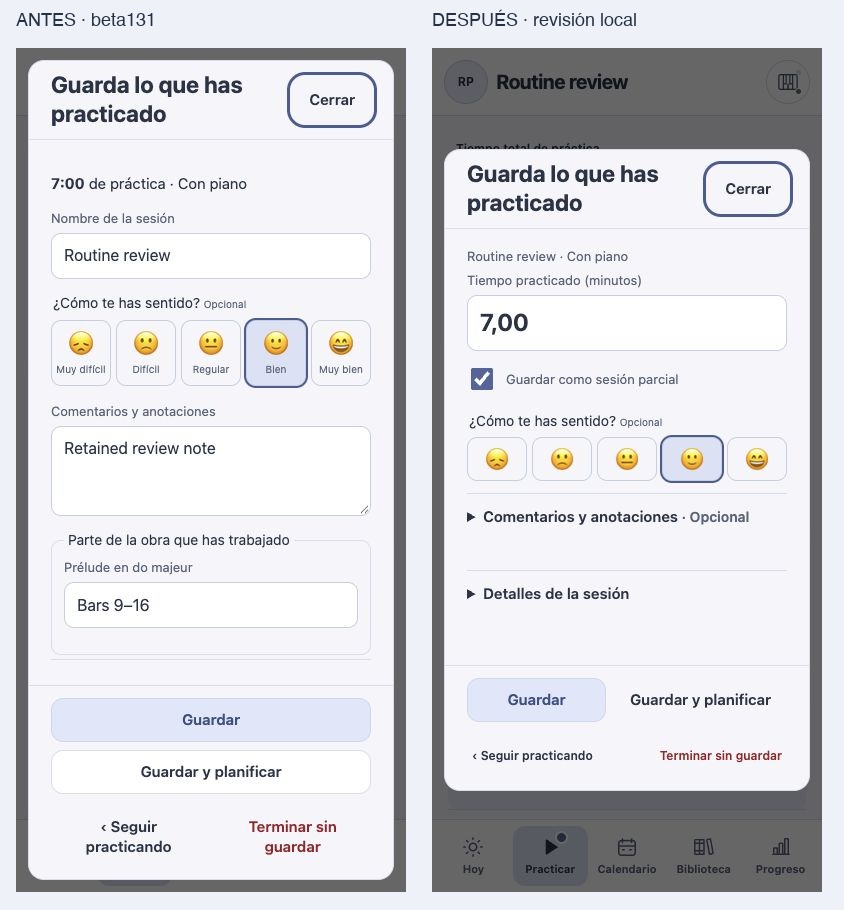 ANTES · beta131
Guarda lo que has
practicado
Cerrar
7:00 de práctica · Con piano
Nombre de la sesión
Routine review
¿Cómo te has sentido? Opcional
Muy difícil
Difícil
Regular
Bien
Muy bien
Comentarios y anotaciones
Retained review note
Parte de la obra que has trabajado
Prélude en do majeur
Bars 9–16
Guardar
Guardar y planificar
‹ Seguir
practicando
Terminar sin
guardar
DESPUÉS · revisión local
RP
Routine review
Tiempo total de práctica
Guarda lo que has
practicado
Cerrar
Routine review · Con piano
Tiempo practicado (minutos)
7,00
Guardar como sesión parcial
¿Cómo te has sentido? Opcional
Comentarios y anotaciones · Opcional
Detalles de la sesión
Guardar
Guardar y planificar
‹ Seguir practicando
Terminar sin guardar
Hoy
Practicar
Calendario
Biblioteca
Progreso